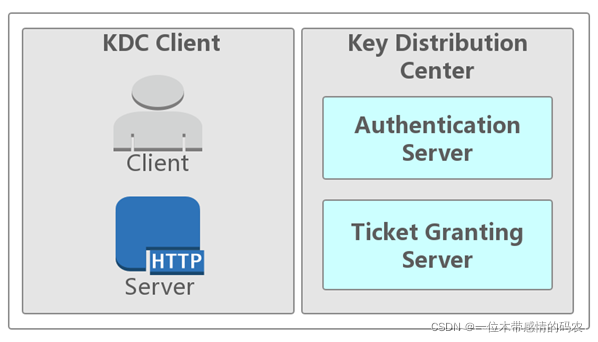 KDC Client
Client
HTTP
Server
Key Distribution
Center
Authentication
Server
Ticket Granting
Server
CSDN @一位木带感情的码农